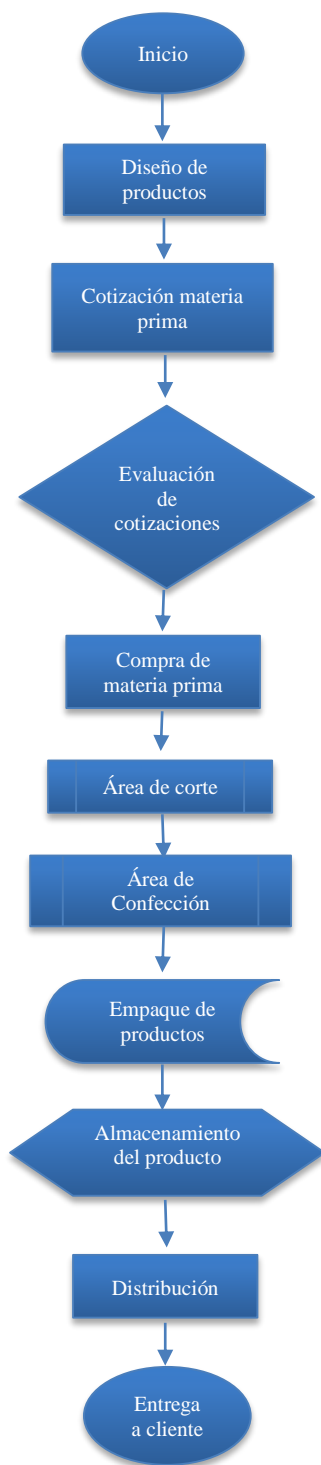 Inicio
Diseño de
productos
Cotización materia
prima
Evaluación
de
cotizaciones
Compra de
materia prima
Área de corte
Área de
Confección
Empaque de
productos
Almacenamiento
del producto
Distribución
Entrega
a cliente